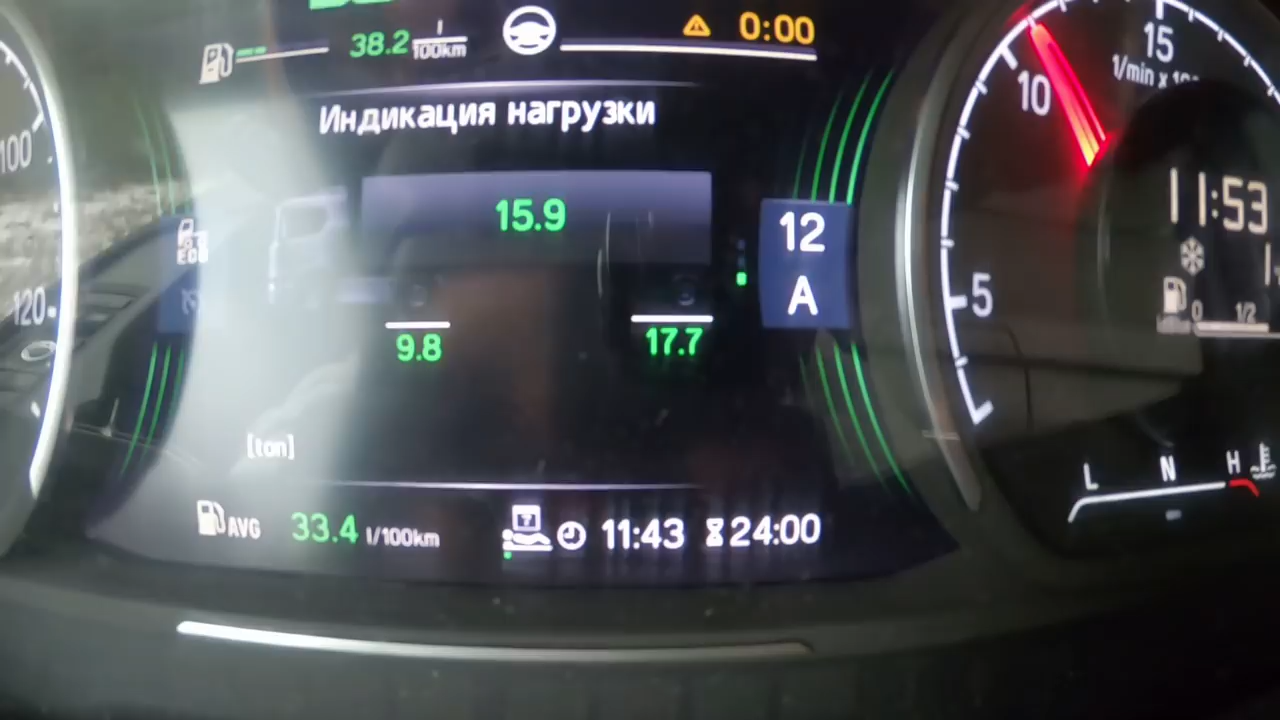 38.2 l/100km
0:00
Индикация нагрузки
15.9
12
A
ECO
9.8
17.7
[ton]
AVG 33.4 l/100km
11:43
24:00
100
120
15
1/min x
10
5
11:53
0 1/2
L N H